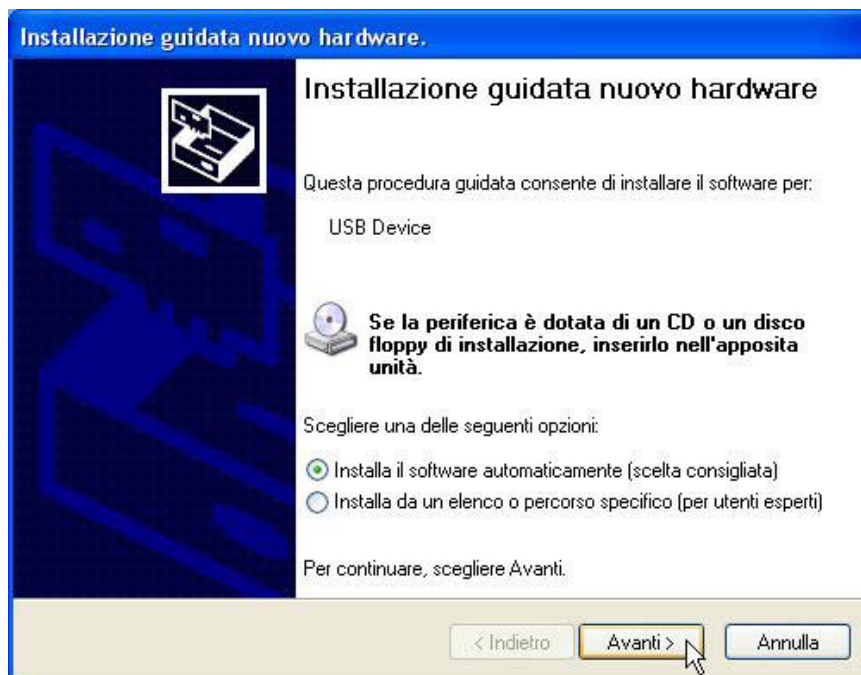 Installazione guidata nuovo hardware.
Installazione guidata nuovo hardware
Questa procedura guidata consente di installare il software per:
USB Device
Se la periferica è dotata di un CD o un disco
floppy di installazione, inserirlo nell'apposita
unità.
Scegliere una delle seguenti opzioni:
Installa il software automaticamente (scelta consigliata)
Installa da un elenco o percorso specifico (per utenti esperti)
Per continuare, scegliere Avanti.
< Indietro Avanti > Annulla